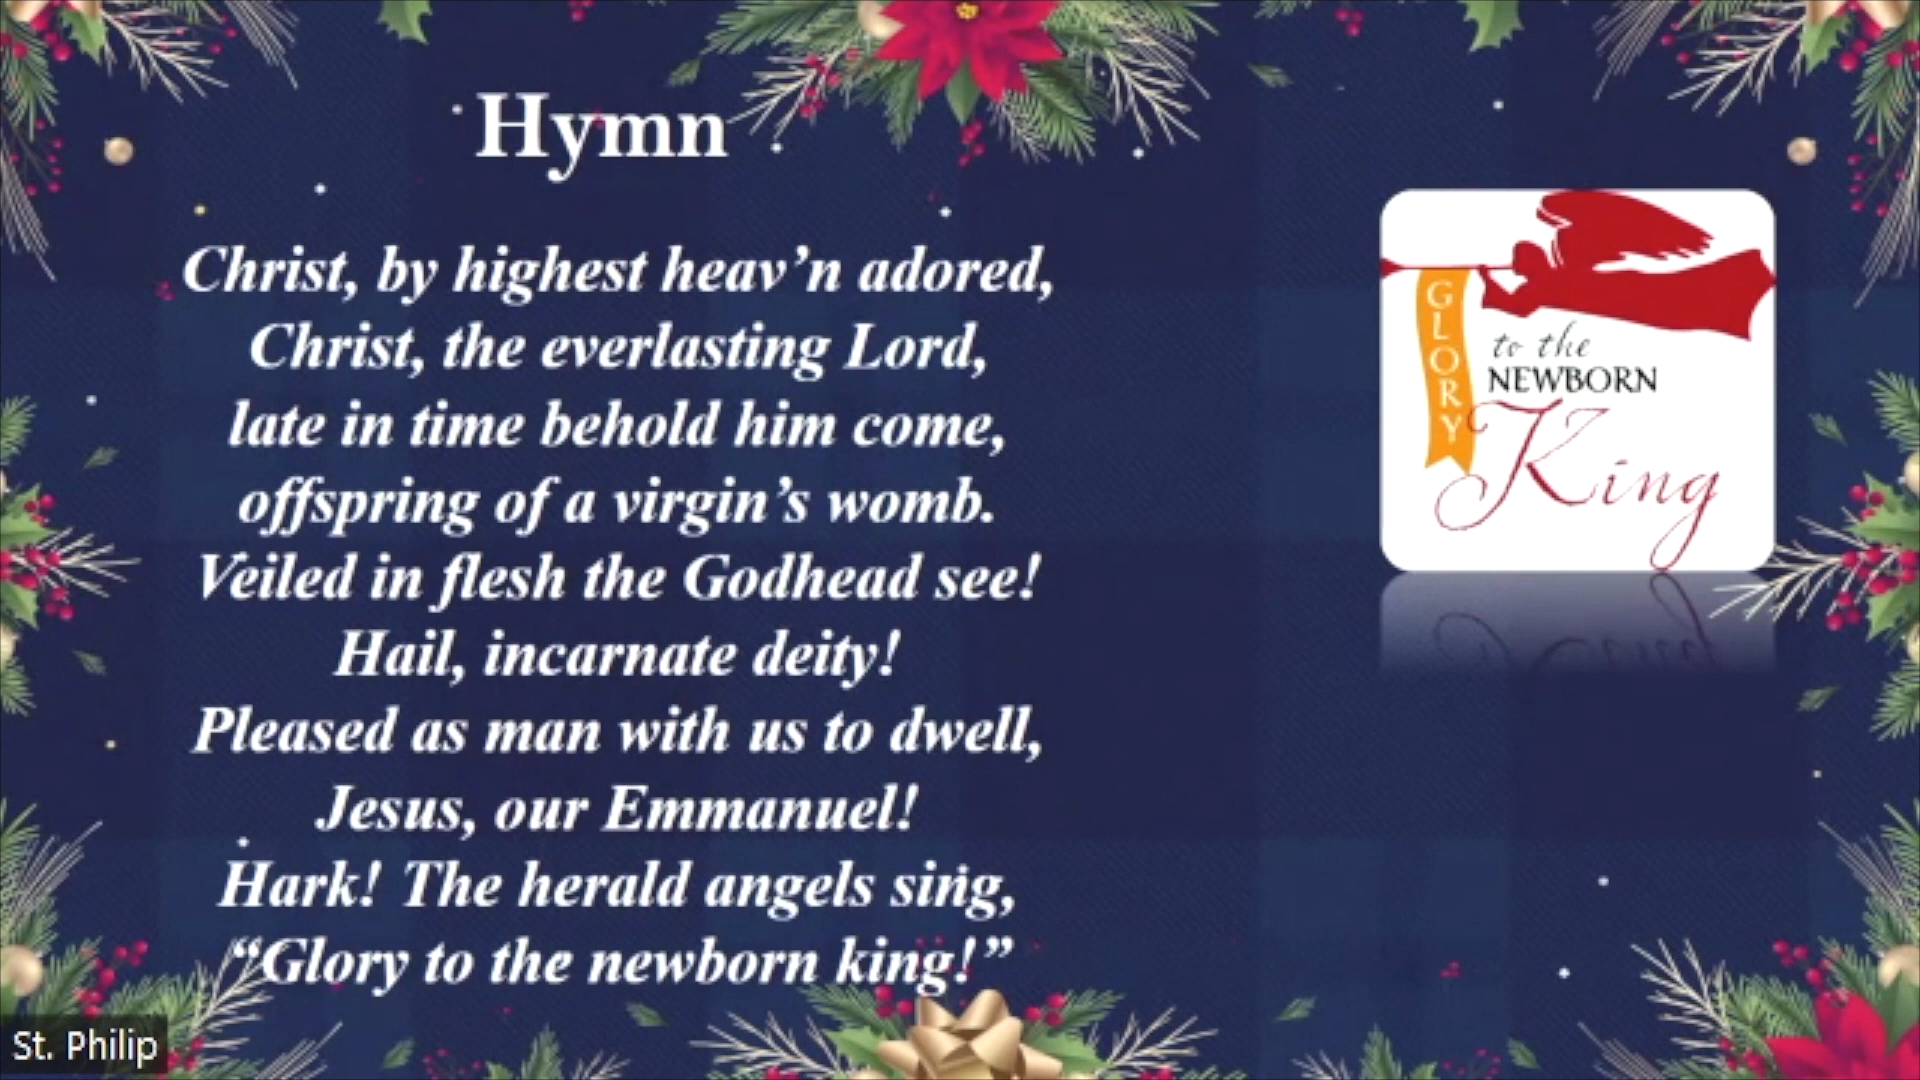 Hymn
Christ, by highest heav’n adored,
Christ, the everlasting Lord,
late in time behold him come,
offspring of a virgin’s womb.
Veiled in flesh the Godhead see!
Hail, incarnate deity!
Pleased as man with us to dwell,
Jesus, our Emmanuel!
Hark! The herald angels sing,
“Glory to the newborn king!”
GLORY
to the
NEWBORN
King
St. Philip